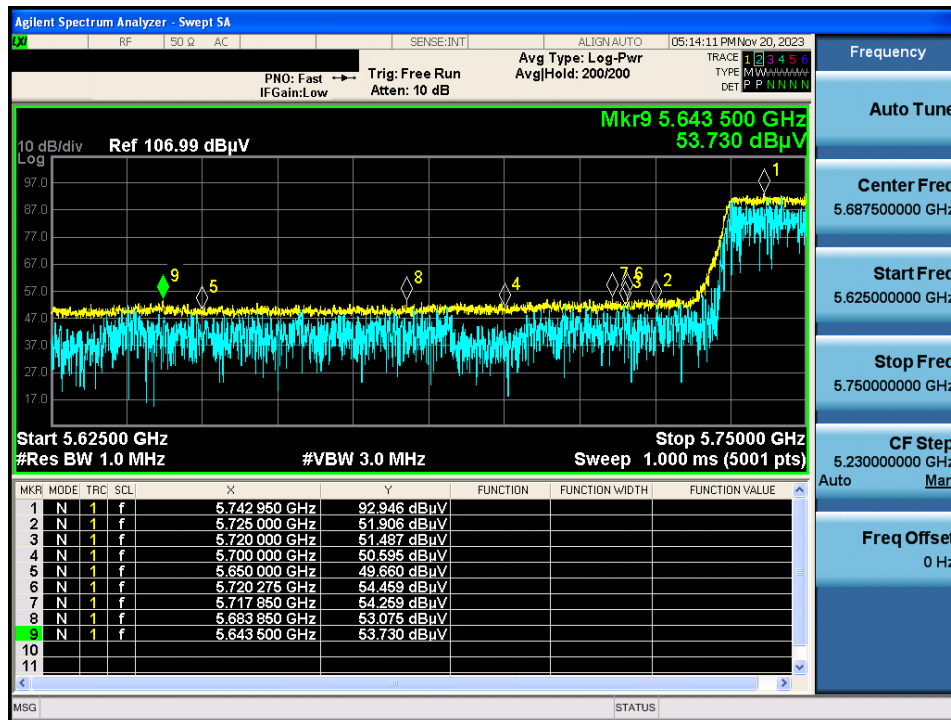 Agilent Spectrum Analyzer - Swept SA
LXI RF 50 Ω AC SENSE:INT ALIGN AUTO 05:14:11 PM Nov 20, 2023
Frequency
Avg Type: Log-Pwr TRACE 1 2 3 4 5 6
PNO: Fast Trig: Free Run Avg|Hold: 200/200 TYPE M W W W W W
IFGain:Low Atten: 10 dB DET P P N N N N
Auto Tune
Mkr9 5.643 500 GHz
10 dB/div Ref 106.99 dBµV 53.730 dBµV
Log
97.0
87.0
77.0
67.0
57.0
47.0
37.0
27.0
17.0
1
9 5 8 4 7 6 3 2
Start 5.62500 GHz Stop 5.75000 GHz
#Res BW 1.0 MHz #VBW 3.0 MHz Sweep 1.000 ms (5001 pts)
Center Freq
5.687500000 GHz
Start Freq
5.625000000 GHz
Stop Freq
5.750000000 GHz
CF Step
5.230000000 GHz
Auto Man
Freq Offset
0 Hz
MKR MODE TRC SCL X Y FUNCTION FUNCTION WIDTH FUNCTION VALUE
1 N 1 f 5.742 950 GHz 92.946 dBµV
2 N 1 f 5.725 000 GHz 51.906 dBµV
3 N 1 f 5.720 000 GHz 51.487 dBµV
4 N 1 f 5.700 000 GHz 50.595 dBµV
5 N 1 f 5.650 000 GHz 49.660 dBµV
6 N 1 f 5.720 275 GHz 54.459 dBµV
7 N 1 f 5.717 850 GHz 54.259 dBµV
8 N 1 f 5.683 850 GHz 53.075 dBµV
9 N 1 f 5.643 500 GHz 53.730 dBµV
10
11
MSG STATUS